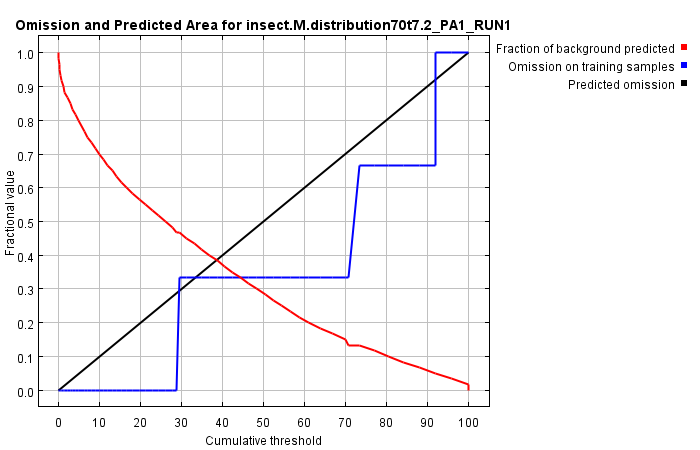 Omission and Predicted Area for insect.M.distribution70t7.2_PA1_RUN1
Fraction of background predicted
Omission on training samples
Predicted omission
Fractional value
1.0
0.9
0.8
0.7
0.6
0.5
0.4
0.3
0.2
0.1
0.0
0 10 20 30 40 50 60 70 80 90 100
Cumulative threshold